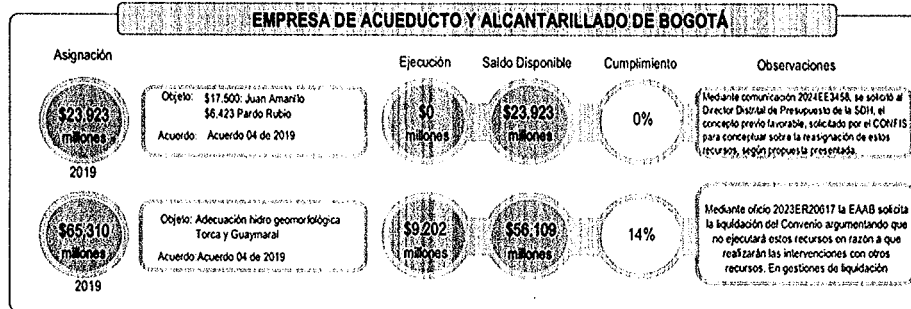 EMPRESA DE ACUEDUCTO Y ALCANTARILLADO DE BOGOTÁ
Asignación
Ejecución
Saldo Disponible
Cumplimiento
Observaciones
$23,923
millones
2019
Objeto: $17.500: Juan Amarillo
$6,423 Pardo Rubio
Acuerdo: Acuerdo 04 de 2019
$0
millones
$23,923
millones
0%
Mediante comunicación 2024EE3458, se solicitó al
Director Distrital de Presupuesto de la SDH, el
concepto previo favorable, solicitado por el CONFIS
para conceptuar sobre la reasignación de estos
recursos, según propuesta presentada.
$65,310
millones
2019
Objeto: Adecuación hidro geomorfológica
Torca y Guaymaral
Acuerdo: Acuerdo 04 de 2019
$9,202
millones
$56,109
millones
14%
Mediante oficio 2023ER20617 la EAAB solicita
la liquidación del Convenio argumentando que
no ejecutará estos recursos en razón a que
realizarán las intervenciones con otros
recursos. En gestiones de liquidación